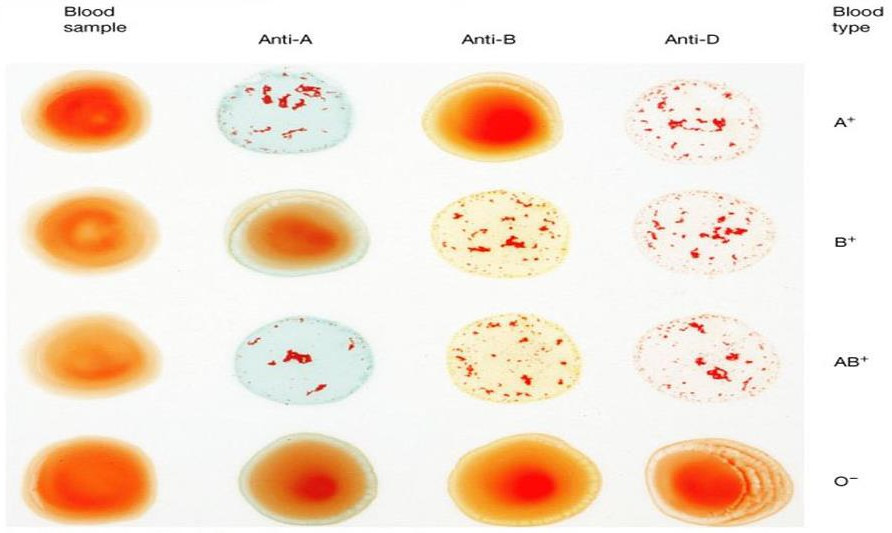 Blood
sample
Anti-A
Anti-B
Anti-D
Blood
type
A+
B+
AB+
O−